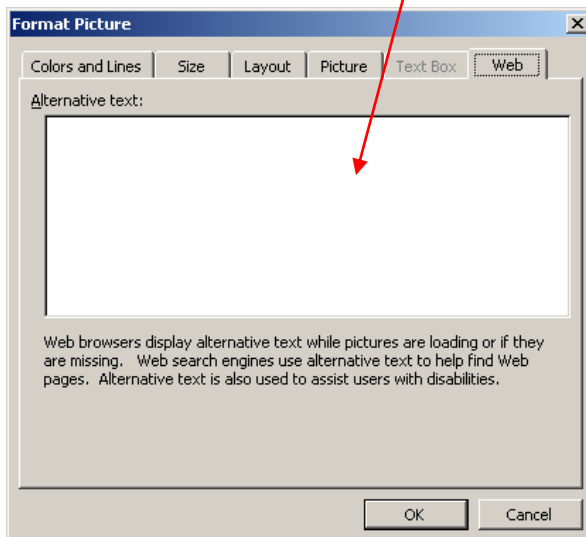 Format Picture
Colors and Lines Size Layout Picture Text Box Web
Alternative text:
Web browsers display alternative text while pictures are loading or if they
are missing. Web search engines use alternative text to help find Web
pages. Alternative text is also used to assist users with disabilities.
OK Cancel